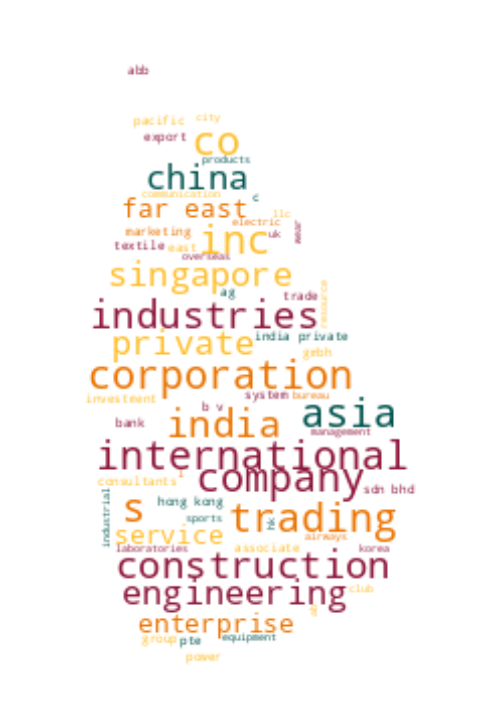 abb
pacific city
export co
products
china
communication c
far east llc
electric
marketing inc uk wear
textile east
overseas
singapore
ag trade resource
industries
private india private
gmbh
corporation
investment system bureau
b v asia
bank india management
international
consultants company sdn bhd
industrial s hong kong trading
sports hk
service airways
laboratories associate korea
construction
engineering club
enterprise
group pte equipment
power